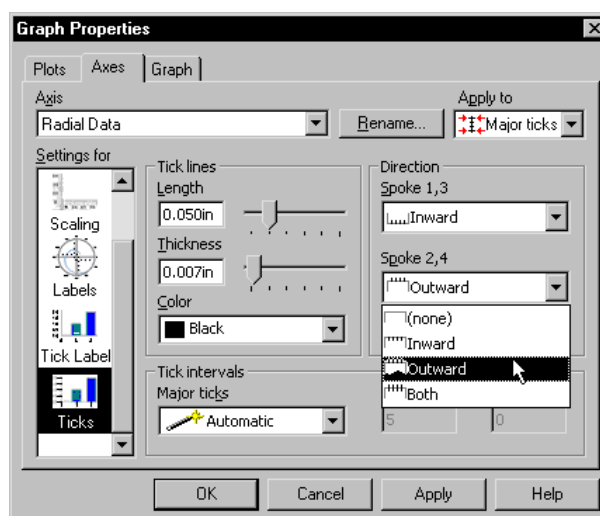 Graph Properties
Plots Axes Graph
Axis
Apply to
Radial Data Rename... Major ticks
Settings for
Scaling
Labels
Tick Label
Ticks
Tick lines
Length
0.050in
Thickness
0.007in
Color
Black
Direction
Spoke 1,3
Inward
Spoke 2,4
Outward
(none)
Inward
Outward
Both
Tick intervals
Major ticks
Automatic
5 0
OK Cancel Apply Help